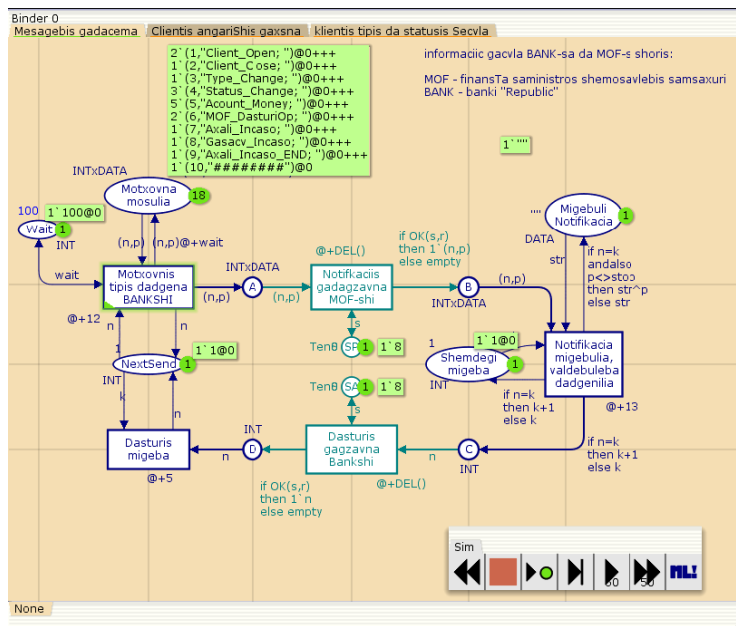 Binder 0
Mesagebis gadacema
Clientis angariShis gaxsna
klientis tipis da statusis Secvla
2`(1,"Client_Open; ")@0+++
1`(2,"Client_C ose; ")@0+++
1`(3,"Type_Change; ")@0+++
3`(4,"Status_Change; ")@0+++
5`(5,"Acount_Money; ")@0+++
2`(6,"MOF_DasturiOp; ")@0+++
1`(7,"Axali_Incaso; ")@0+++
1`(8,"Gasacv_Incaso; ")@0+++
1`(9,"Axali_Incaso_END; ")@0+++
1`(10,"########")@0
informaciic gacvla BANK-sa da MOF-s shoris:
MOF - finansTa saministros shemosavlebis samsaxuri
BANK - banki "Republic"
1`""
INTxDATA
Motxovna
mosulia
18
100
1`100@0
Wait
1
INT
(n,p)
(n,p)@+wait
wait
Motxovnis
tipis dadgena
BANKSHI
@+12
(n,p)
INTxDATA
A
(n,p)
@+DEL()
Notifkaciis
gadagzavna
MOF-shi
if OK(s,r)
then 1`(n,p)
else empty
B
INTxDATA
(n,p)
""
Migebuli
Notifikacia
1
DATA
str
if n=k
andalso
p<>stop
then str^p
else str
n
n
1
NextSend
1
1`1@0
INT
k
n
s
Ten8
SP
1
1`8
Ten8
SA
1
1`8
s
1
1`1@0
Shemdegi
migeba
1
INT
k
if n=k
then k+1
else k
Notifikacia
migebulia,
valdebuleba
dadgenilia
@+13
Dasturis
migeba
@+5
n
INT
D
if OK(s,r)
then 1`n
else empty
Dasturis
gagzavna
Bankshi
@+DEL()
n
C
INT
if n=k
then k+1
else k
Sim
50
ML!
None